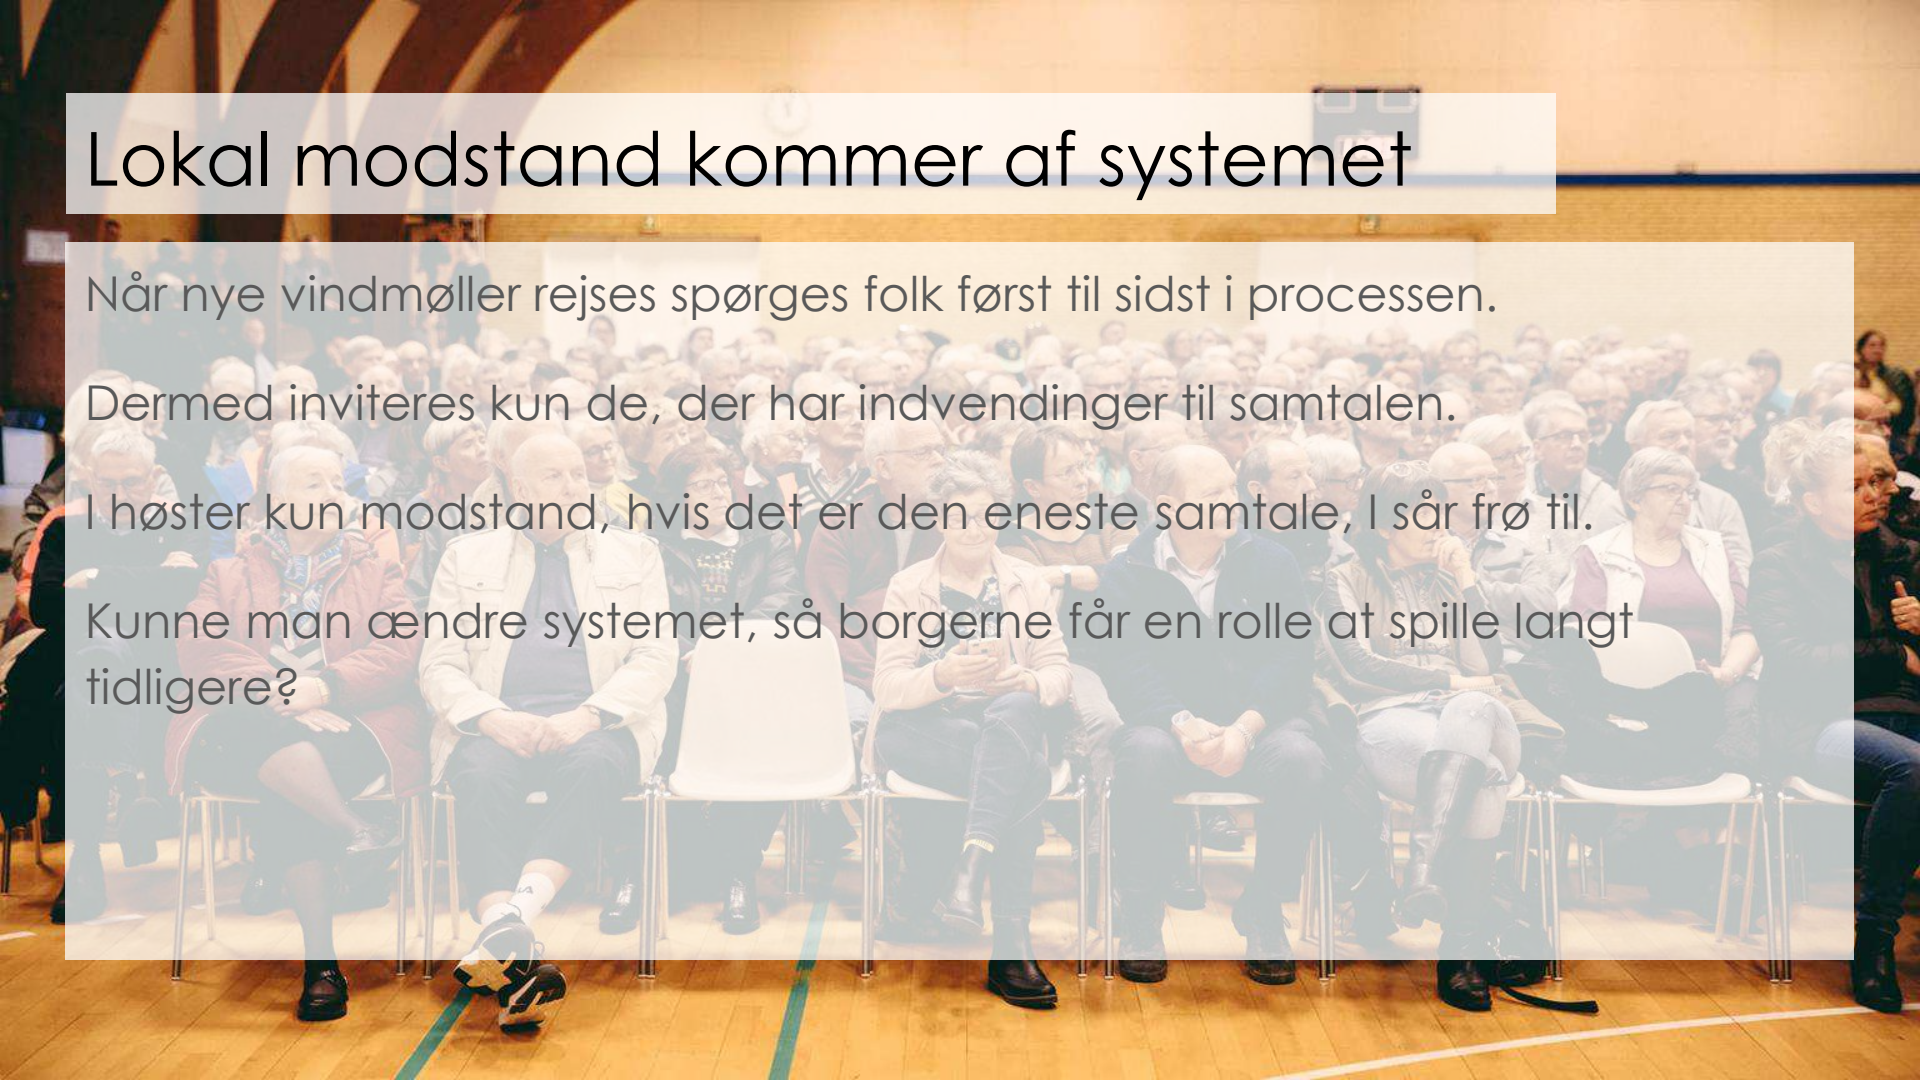 Lokal modstand kommer af systemet
Når nye vindmøller rejses spørges folk først til sidst i processen.
Dermed inviteres kun de, der har indvendinger til samtalen.
I høster kun modstand, hvis det er den eneste samtale, I sår frø til.
Kunne man ændre systemet, så borgerne får en rolle at spille langt
tidligere?